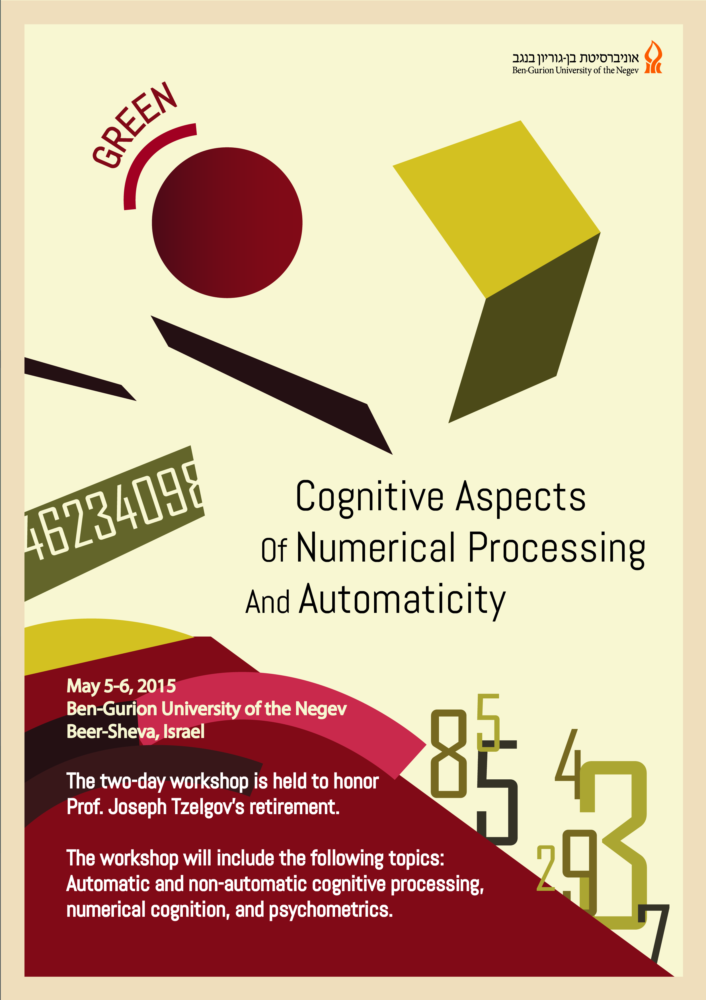 אוניברסיטת בן-גוריון בנגב
Ben-Gurion University of the Negev
GREEN
46234098
Cognitive Aspects
Of Numerical Processing
And Automaticity
May 5-6, 2015
Ben-Gurion University of the Negev
Beer-Sheva, Israel
The two-day workshop is held to honor
Prof. Joseph Tzelgov's retirement.
The workshop will include the following topics:
Automatic and non-automatic cognitive processing,
numerical cognition, and psychometrics.
8
5
5
4
3
2
9
7